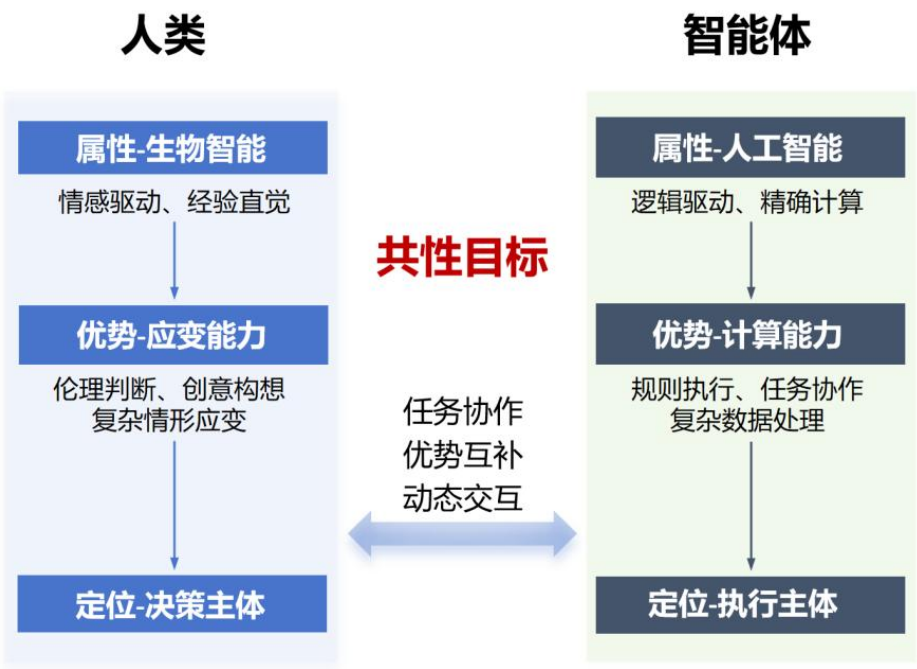 人类
属性-生物智能
情感驱动、经验直觉
优势-应变能力
伦理判断、创意构想
复杂情形应变
定位-决策主体
共性目标
任务协作
优势互补
动态交互
智能体
属性-人工智能
逻辑驱动、精确计算
优势-计算能力
规则执行、任务协作
复杂数据处理
定位-执行主体